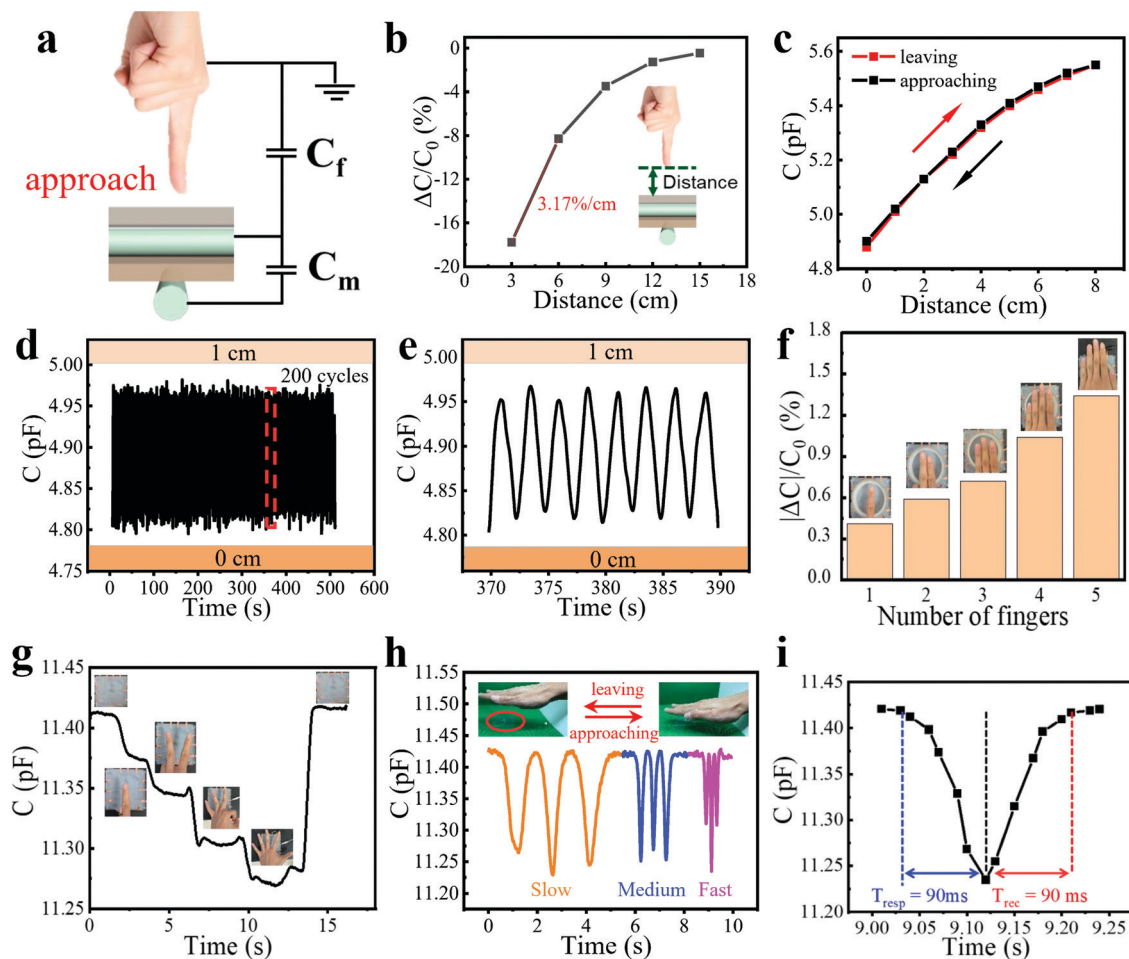 a
approach
Cf
Cm
b
ΔC/C0 (%)
0
-4
-8
-12
-16
-20
3.17%/cm
Distance
3 6 9 12 15 18
Distance (cm)
c
C (pF)
5.6
5.4
5.2
5.0
4.8
leaving
approaching
0 2 4 6 8
Distance (cm)
d
C (pF)
5.00
4.95
4.90
4.85
4.80
4.75
1 cm
200 cycles
0 cm
0 100 200 300 400 500 600
Time (s)
e
C (pF)
5.00
4.95
4.90
4.85
4.80
1 cm
0 cm
370 375 380 385 390
Time (s)
f
|ΔC|/C0 (%)
1.8
1.5
1.2
0.9
0.6
0.3
0.0
1 2 3 4 5
Number of fingers
g
C (pF)
11.45
11.40
11.35
11.30
11.25
0 5 10 15
Time (s)
h
C (pF)
11.55
11.50
11.45
11.40
11.35
11.30
11.25
11.20
leaving
approaching
Slow Medium Fast
0 2 4 6 8 10
Time (s)
i
C (pF)
11.45
11.40
11.35
11.30
11.25
11.20
Tresp = 90ms Trec = 90 ms
9.00 9.05 9.10 9.15 9.20 9.25
Time (s)